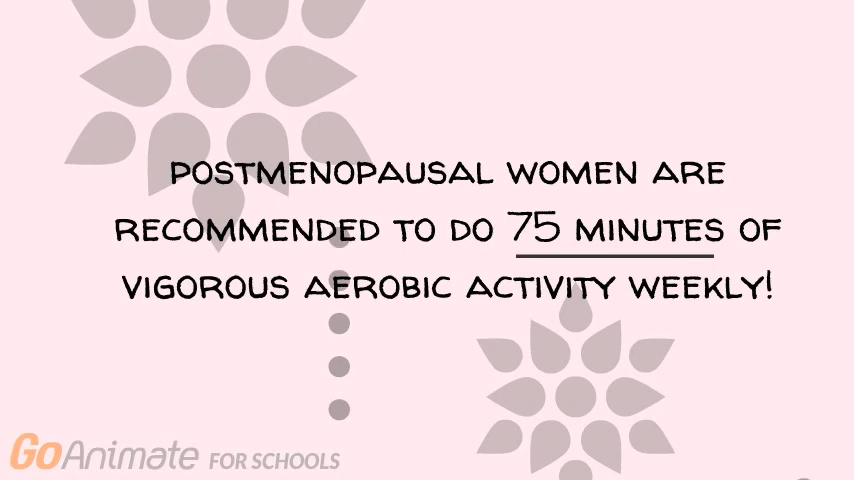 POSTMENOPAUSAL WOMEN ARE
RECOMMENDED TO DO 75 MINUTES OF
VIGOROUS AEROBIC ACTIVITY WEEKLY!
GoAnimate FOR SCHOOLS